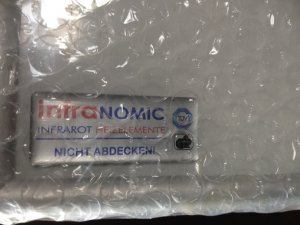 infraNOMIC
INFRAROT HEIZELEMENTE
NICHT ABDECKEN!